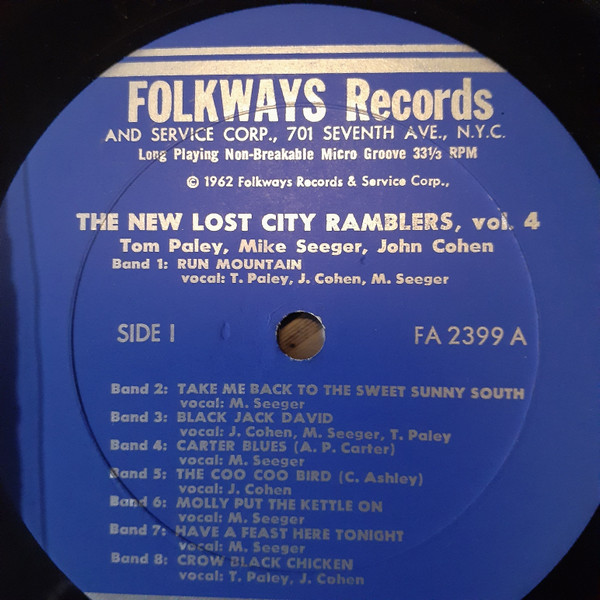 FOLKWAYS Records
AND SERVICE CORP., 701 SEVENTH AVE., N.Y.C.
Long Playing Non-Breakable Micro Groove 33⅓ RPM
© 1962 Folkways Records & Service Corp.,
THE NEW LOST CITY RAMBLERS, vol. 4
Tom Paley, Mike Seeger, John Cohen
Band 1: RUN MOUNTAIN
vocal: T. Paley, J. Cohen, M. Seeger
SIDE I
FA 2399 A
Band 2: TAKE ME BACK TO THE SWEET SUNNY SOUTH
vocal: M. Seeger
Band 3: BLACK JACK DAVID
vocal: J. Cohen, M. Seeger, T. Paley
Band 4: CARTER BLUES (A. P. Carter)
vocal: M. Seeger
Band 5: THE COO COO BIRD (C. Ashley)
vocal: J. Cohen
Band 6: MOLLY PUT THE KETTLE ON
vocal: M. Seeger
Band 7: HAVE A FEAST HERE TONIGHT
vocal: M. Seeger
Band 8: CROW BLACK CHICKEN
vocal: T. Paley, J. Cohen